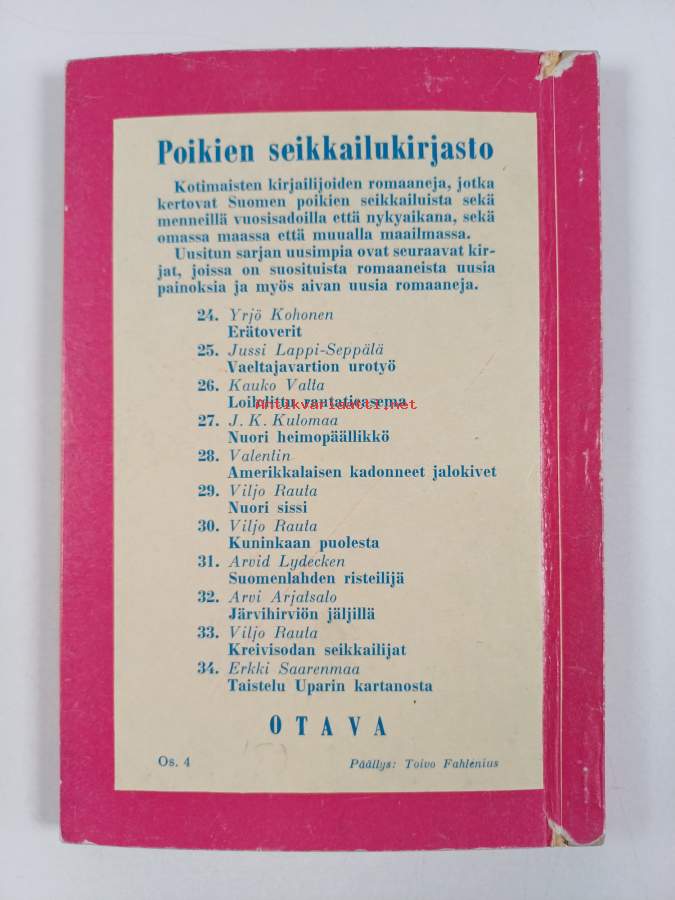 Poikien seikkailukirjasto
Kotimaisten kirjailijoiden romaaneja, jotka
kertovat Suomen poikien seikkailuista sekä
menneillä vuosisadoilla että nykyaikana, sekä
omassa maassa että muualla maailmassa.
Uusitun sarjan uusimpia ovat seuraavat kir-
jat, joissa on suosituista romaaneista uusia
painoksia ja myös aivan uusia romaaneja.
24. Yrjö Kohonen
Erätoverit
25. Jussi Lappi-Seppälä
Vaeltajavartion urotyö
26. Kauko Valta
Loihdittu rautatieasema
Antikvariaatti.net
27. J. K. Kulomaa
Nuori heimopäällikkö
28. Valentin
Amerikkalaisen kadonneet jalokivet
29. Viljo Rauta
Nuori sissi
30. Viljo Rauta
Kuninkaan puolesta
31. Arvid Lydecken
Suomenlahden risteilijä
32. Arvi Arjatsalo
Järvihirviön jäljillä
33. Viljo Rauta
Kreivisodan seikkailijat
34. Erkki Saarenmaa
Taistelu Uparin kartanosta
OTAVA
Os. 4
Päällys: Toivo Fahlenius